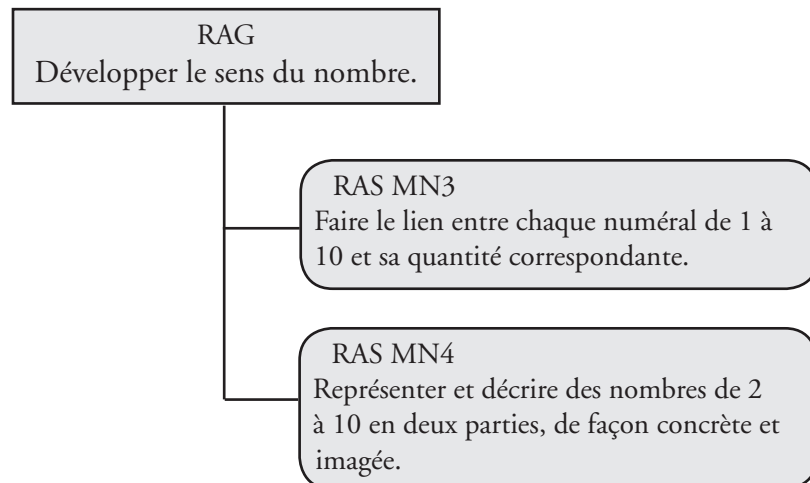 RAG
Développer le sens du nombre.
RAS MN3
Faire le lien entre chaque numéral de 1 à
10 et sa quantité correspondante.
RAS MN4
Représenter et décrire des nombres de 2
à 10 en deux parties, de façon concrète et
imagée.